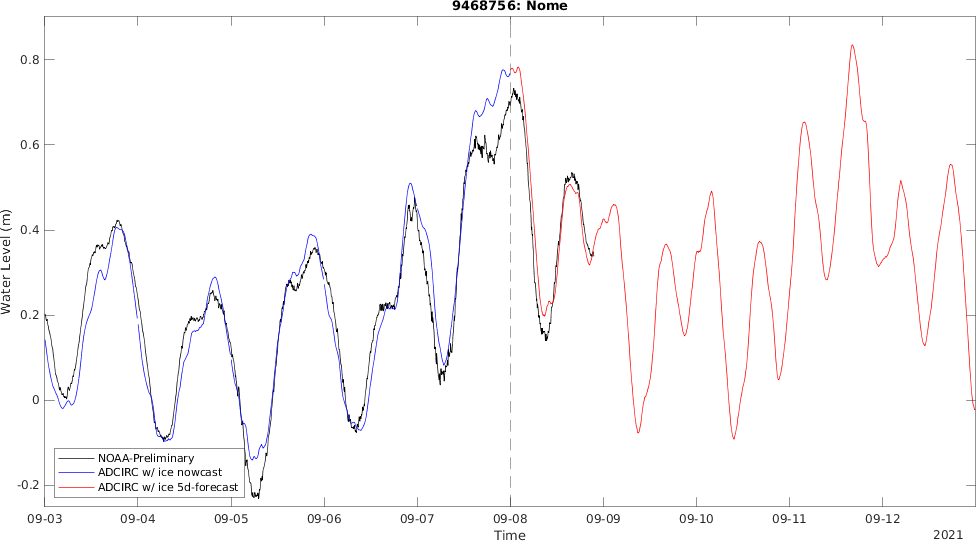 9468756: Nome
Water Level (m)
0.8
0.6
0.4
0.2
0
-0.2
NOAA-Preliminary
ADCIRC w/ ice nowcast
ADCIRC w/ ice 5d-forecast
09-03 09-04 09-05 09-06 09-07 09-08 09-09 09-10 09-11 09-12
Time
2021